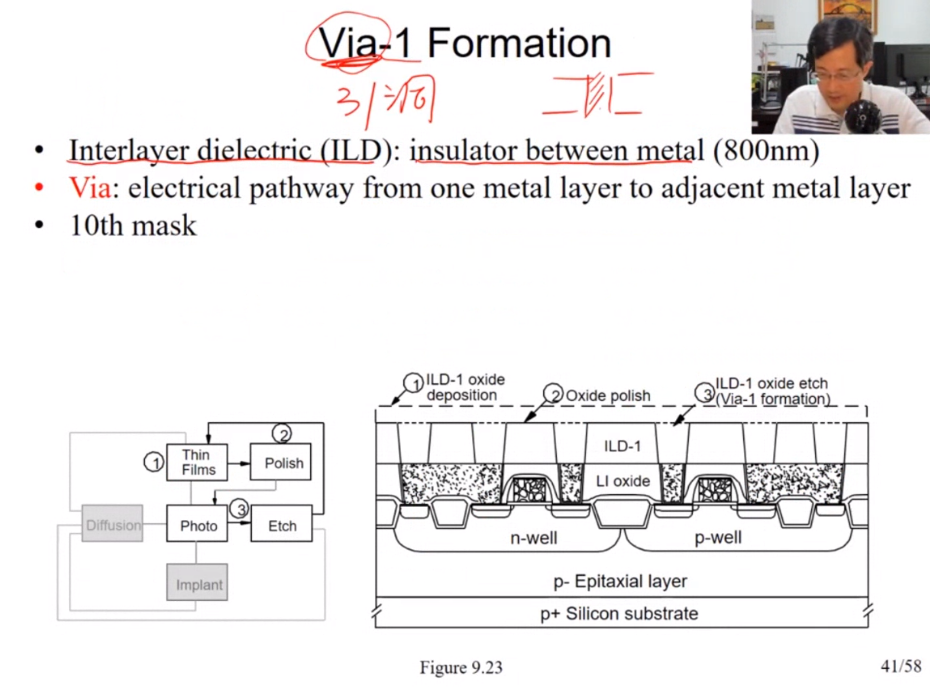 Via-1 Formation
引洞
• Interlayer dielectric (ILD): insulator between metal (800nm)
• Via: electrical pathway from one metal layer to adjacent metal layer
• 10th mask
1 ILD-1 oxide deposition
2 Oxide polish
3 ILD-1 oxide etch (Via-1 formation)
2
1
Thin Films
Polish
3
Diffusion
Photo
Etch
Implant
ILD-1
LI oxide
n-well
p-well
p- Epitaxial layer
p+ Silicon substrate
Figure 9.23
41/58